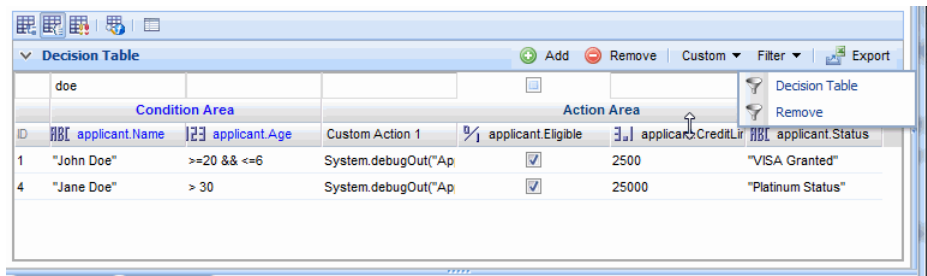 Decision Table Add Remove Custom Filter Export
doe
Decision Table
Remove
Condition Area Action Area
ID applicant.Name applicant.Age Custom Action 1 applicant.Eligible applicant.CreditLir applicant.Status
1 "John Doe" >=20 && <=6 System.debugOut("Ap 2500 "VISA Granted"
4 "Jane Doe" > 30 System.debugOut("Ap 25000 "Platinum Status"